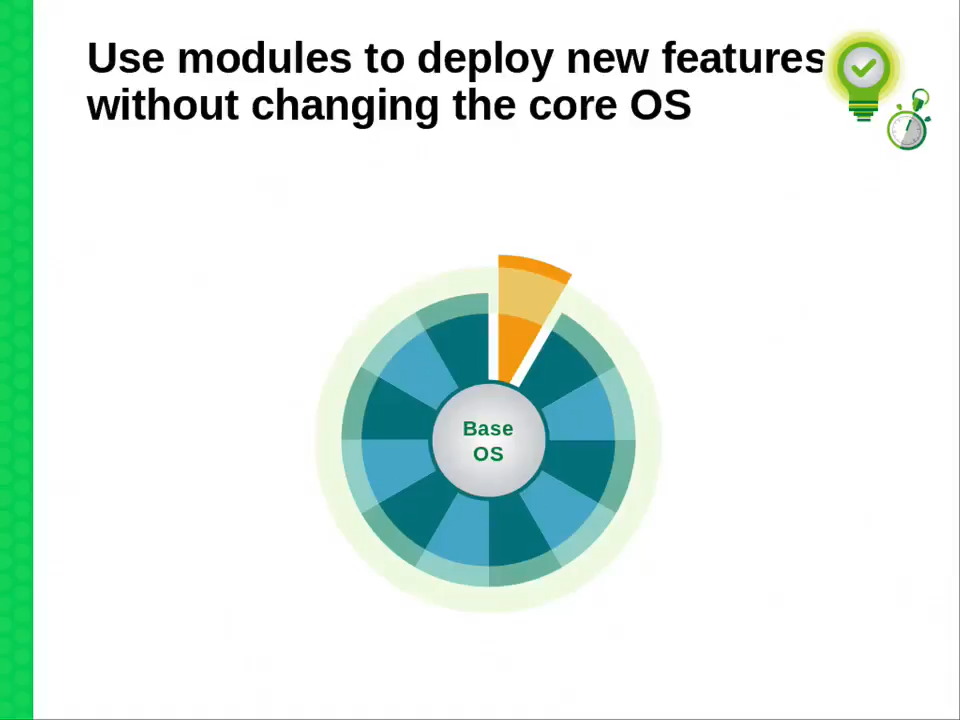 Use modules to deploy new features
without changing the core OS
Base
OS